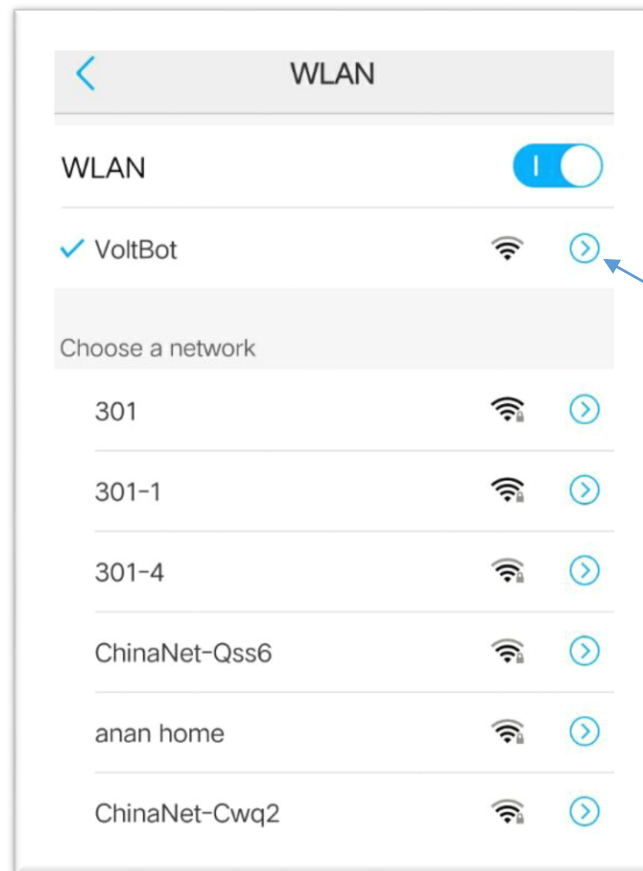 WLAN
WLAN
VoltBot
Choose a network
301
301-1
301-4
ChinaNet-Qss6
anan home
ChinaNet-Cwq2